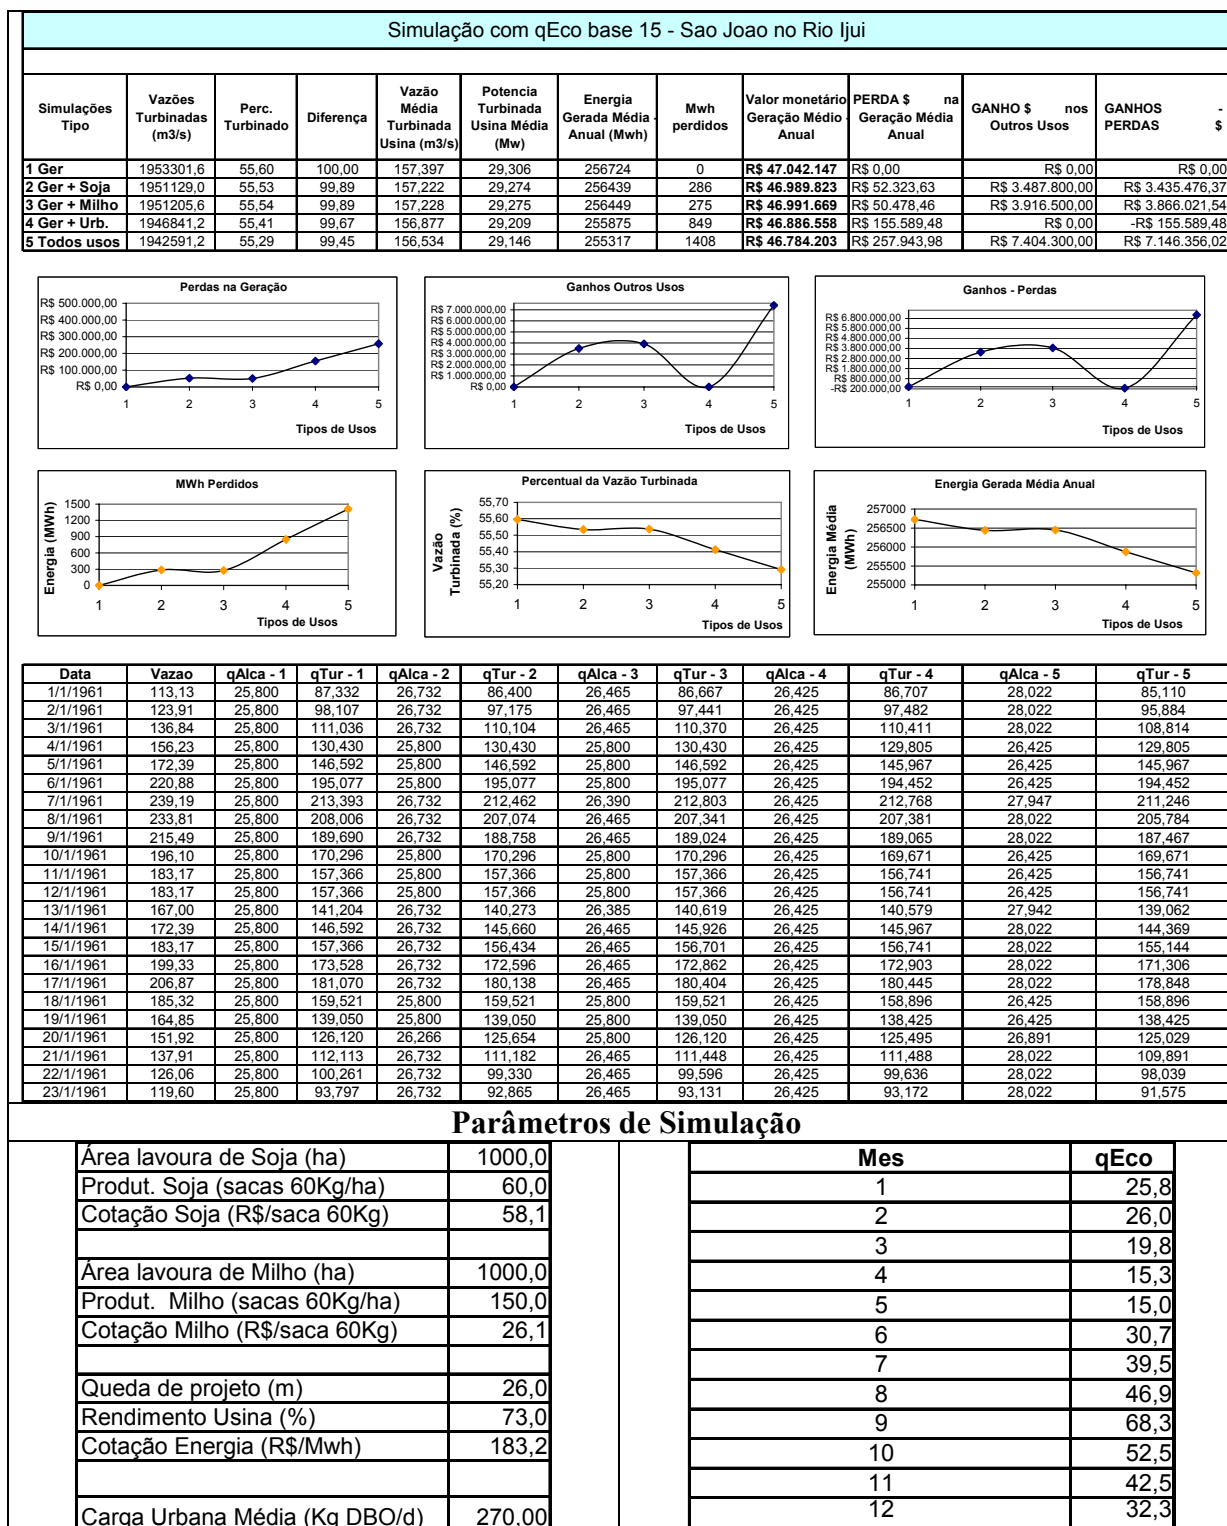 Simulação com qEco base 15 - Sao Joao no Rio Ijui
Simulações Tipo | Vazões Turbinadas (m3/s) | Perc. Turbinado | Diferença | Vazão Média Turbinada Usina (m3/s) | Potencia Turbinada Usina Média (Mw) | Energia Gerada Média - Anual (Mwh) | Mwh perdidos | Valor monetário Geração Médio - Anual | PERDA $ na Geração Média Anual | GANHO $ nos Outros Usos | GANHOS - PERDAS $
1 Ger | 1953301,6 | 55,60 | 100,00 | 157,397 | 29,306 | 256724 | 0 | R$ 47.042.147 | R$ 0,00 | R$ 0,00 | R$ 0,00
2 Ger + Soja | 1951129,0 | 55,53 | 99,89 | 157,222 | 29,274 | 256439 | 286 | R$ 46.989.823 | R$ 52.323,63 | R$ 3.487.800,00 | R$ 3.435.476,37
3 Ger + Milho | 1951205,6 | 55,54 | 99,89 | 157,228 | 29,275 | 256449 | 275 | R$ 46.991.669 | R$ 50.478,46 | R$ 3.916.500,00 | R$ 3.866.021,54
4 Ger + Urb. | 1946841,2 | 55,41 | 99,67 | 156,877 | 29,209 | 255875 | 849 | R$ 46.886.558 | R$ 155.589,48 | R$ 0,00 | -R$ 155.589,48
5 Todos usos | 1942591,2 | 55,29 | 99,45 | 156,534 | 29,146 | 255317 | 1408 | R$ 46.784.203 | R$ 257.943,98 | R$ 7.404.300,00 | R$ 7.146.356,02
Perdas na Geração
R$ 500.000,00
R$ 400.000,00
R$ 300.000,00
R$ 200.000,00
R$ 100.000,00
R$ 0,00
1 2 3 4 5
Tipos de Usos
Ganhos Outros Usos
R$ 7.000.000,00
R$ 6.000.000,00
R$ 5.000.000,00
R$ 4.000.000,00
R$ 3.000.000,00
R$ 2.000.000,00
R$ 1.000.000,00
R$ 0,00
1 2 3 4 5
Tipos de Usos
Ganhos - Perdas
R$ 6.800.000,00
R$ 5.800.000,00
R$ 4.800.000,00
R$ 3.800.000,00
R$ 2.800.000,00
R$ 1.800.000,00
R$ 800.000,00
-R$ 200.000,00
1 2 3 4 5
Tipos de Usos
MWh Perdidos
Energia (MWh)
1500
1200
900
600
300
0
1 2 3 4 5
Tipos de Usos
Percentual da Vazão Turbinada
Vazão Turbinada (%)
55,70
55,60
55,50
55,40
55,30
55,20
1 2 3 4 5
Tipos de Usos
Energia Gerada Média Anual
Energia Média (MWh)
257000
256500
256000
255500
255000
1 2 3 4 5
Tipos de Usos
Data | Vazao | qAlca - 1 | qTur - 1 | qAlca - 2 | qTur - 2 | qAlca - 3 | qTur - 3 | qAlca - 4 | qTur - 4 | qAlca - 5 | qTur - 5
1/1/1961 | 113,13 | 25,800 | 87,332 | 26,732 | 86,400 | 26,465 | 86,667 | 26,425 | 86,707 | 28,022 | 85,110
2/1/1961 | 123,91 | 25,800 | 98,107 | 26,732 | 97,175 | 26,465 | 97,441 | 26,425 | 97,482 | 28,022 | 95,884
3/1/1961 | 136,84 | 25,800 | 111,036 | 26,732 | 110,104 | 26,465 | 110,370 | 26,425 | 110,411 | 28,022 | 108,814
4/1/1961 | 156,23 | 25,800 | 130,430 | 25,800 | 130,430 | 25,800 | 130,430 | 26,425 | 129,805 | 26,425 | 129,805
5/1/1961 | 172,39 | 25,800 | 146,592 | 25,800 | 146,592 | 25,800 | 146,592 | 26,425 | 145,967 | 26,425 | 145,967
6/1/1961 | 220,88 | 25,800 | 195,077 | 25,800 | 195,077 | 25,800 | 195,077 | 26,425 | 194,452 | 26,425 | 194,452
7/1/1961 | 239,19 | 25,800 | 213,393 | 26,732 | 212,462 | 26,390 | 212,803 | 26,425 | 212,768 | 27,947 | 211,246
8/1/1961 | 233,81 | 25,800 | 208,006 | 26,732 | 207,074 | 26,465 | 207,341 | 26,425 | 207,381 | 28,022 | 205,784
9/1/1961 | 215,49 | 25,800 | 189,690 | 26,732 | 188,758 | 26,465 | 189,024 | 26,425 | 189,065 | 28,022 | 187,467
10/1/1961 | 196,10 | 25,800 | 170,296 | 25,800 | 170,296 | 25,800 | 170,296 | 26,425 | 169,671 | 26,425 | 169,671
11/1/1961 | 183,17 | 25,800 | 157,366 | 25,800 | 157,366 | 25,800 | 157,366 | 26,425 | 156,741 | 26,425 | 156,741
12/1/1961 | 183,17 | 25,800 | 157,366 | 25,800 | 157,366 | 25,800 | 157,366 | 26,425 | 156,741 | 26,425 | 156,741
13/1/1961 | 167,00 | 25,800 | 141,204 | 26,732 | 140,273 | 26,385 | 140,619 | 26,425 | 140,579 | 27,942 | 139,062
14/1/1961 | 172,39 | 25,800 | 146,592 | 26,732 | 145,660 | 26,465 | 145,926 | 26,425 | 145,967 | 28,022 | 144,369
15/1/1961 | 183,17 | 25,800 | 157,366 | 26,732 | 156,434 | 26,465 | 156,701 | 26,425 | 156,741 | 28,022 | 155,144
16/1/1961 | 199,33 | 25,800 | 173,528 | 26,732 | 172,596 | 26,465 | 172,862 | 26,425 | 172,903 | 28,022 | 171,306
17/1/1961 | 206,87 | 25,800 | 181,070 | 26,732 | 180,138 | 26,465 | 180,404 | 26,425 | 180,445 | 28,022 | 178,848
18/1/1961 | 185,32 | 25,800 | 159,521 | 25,800 | 159,521 | 25,800 | 159,521 | 26,425 | 158,896 | 26,425 | 158,896
19/1/1961 | 164,85 | 25,800 | 139,050 | 25,800 | 139,050 | 25,800 | 139,050 | 26,425 | 138,425 | 26,425 | 138,425
20/1/1961 | 151,92 | 25,800 | 126,120 | 26,266 | 125,654 | 25,800 | 126,120 | 26,425 | 125,495 | 26,891 | 125,029
21/1/1961 | 137,91 | 25,800 | 112,113 | 26,732 | 111,182 | 26,465 | 111,448 | 26,425 | 111,488 | 28,022 | 109,891
22/1/1961 | 126,06 | 25,800 | 100,261 | 26,732 | 99,330 | 26,465 | 99,596 | 26,425 | 99,636 | 28,022 | 98,039
23/1/1961 | 119,60 | 25,800 | 93,797 | 26,732 | 92,865 | 26,465 | 93,131 | 26,425 | 93,172 | 28,022 | 91,575
Parâmetros de Simulação
Área lavoura de Soja (ha) | 1000,0
Produt. Soja (sacas 60Kg/ha) | 60,0
Cotação Soja (R$/saca 60Kg) | 58,1
Área lavoura de Milho (ha) | 1000,0
Produt. Milho (sacas 60Kg/ha) | 150,0
Cotação Milho (R$/saca 60Kg) | 26,1
Queda de projeto (m) | 26,0
Rendimento Usina (%) | 73,0
Cotação Energia (R$/Mwh) | 183,2
Carga Urbana Média (Kg DBO/d) | 270,00
Mes | qEco
1 | 25,8
2 | 26,0
3 | 19,8
4 | 15,3
5 | 15,0
6 | 30,7
7 | 39,5
8 | 46,9
9 | 68,3
10 | 52,5
11 | 42,5
12 | 32,3